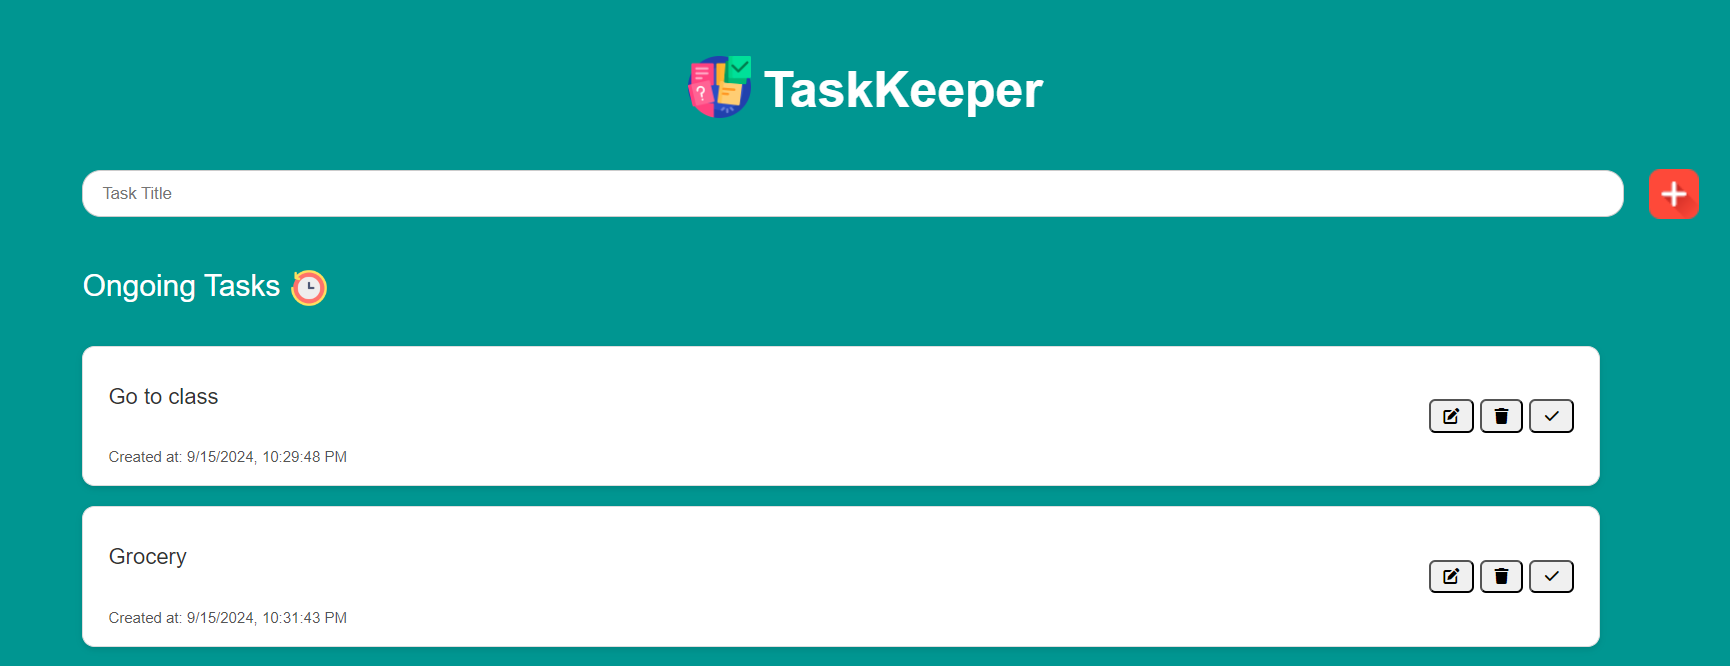 TaskKeeper
Task Title
Ongoing Tasks
Go to class
Created at: 9/15/2024, 10:29:48 PM
Grocery
Created at: 9/15/2024, 10:31:43 PM